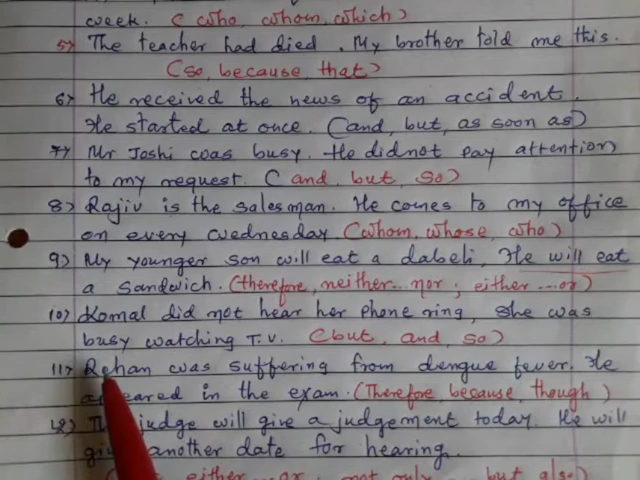 week. (who, whom, which)
5) The teacher had died. My brother told me this.
(so, because that)
6) He received the news of an accident.
He started at once. (and, but, as soon as)
7) Mr Joshi was busy. He didnot pay attention
to my request. (and, but, so)
8) Rajiv is the salesman. He comes to my office
on every wednesday (whom, whose, who)
9) My younger son will eat a dabeli, He will eat
a sandwich. (therefore, neither...nor; either....or)
10) Komal did not hear her phone ring, she was
busy watching T.V. (but, and, so)
11) Rehan was suffering from dengue fever. He
in the exam. (Therefore, because, though)
12) judge will give a judgement today. He will
another date for hearing.
either or, not only but also)